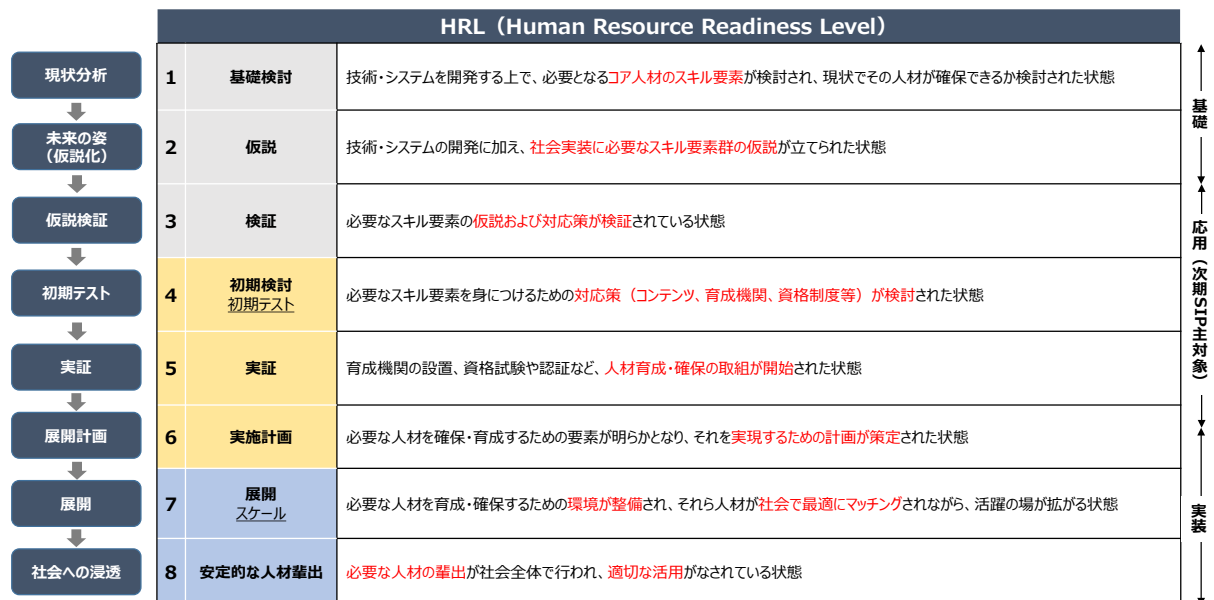 HRL（Human Resource Readiness Level）
現状分析
1
基礎検討
技術・システムを開発する上で、必要となるコア人材のスキル要素が検討され、現状でその人材が確保できるか検討された状態
未来の姿
（仮説化）
2
仮説
技術・システムの開発に加え、社会実装に必要なスキル要素群の仮説が立てられた状態
基礎
仮説検証
3
検証
必要なスキル要素の仮説および対応策が検証されている状態
初期テスト
4
初期検討
初期テスト
必要なスキル要素を身につけるための対応策（コンテンツ、育成機関、資格制度等）が検討された状態
実証
5
実証
育成機関の設置、資格試験や認証など、人材育成・確保の取組が開始された状態
応用（次期SIP主対象）
展開計画
6
実施計画
必要な人材を確保・育成するための要素が明らかとなり、それを実現するための計画が策定された状態
展開
7
展開
スケール
必要な人材を育成・確保するための環境が整備され、それら人材が社会で最適にマッチングされながら、活躍の場が拡がる状態
社会への浸透
8
安定的な人材輩出
必要な人材の輩出が社会全体で行われ、適切な活用がなされている状態
実装